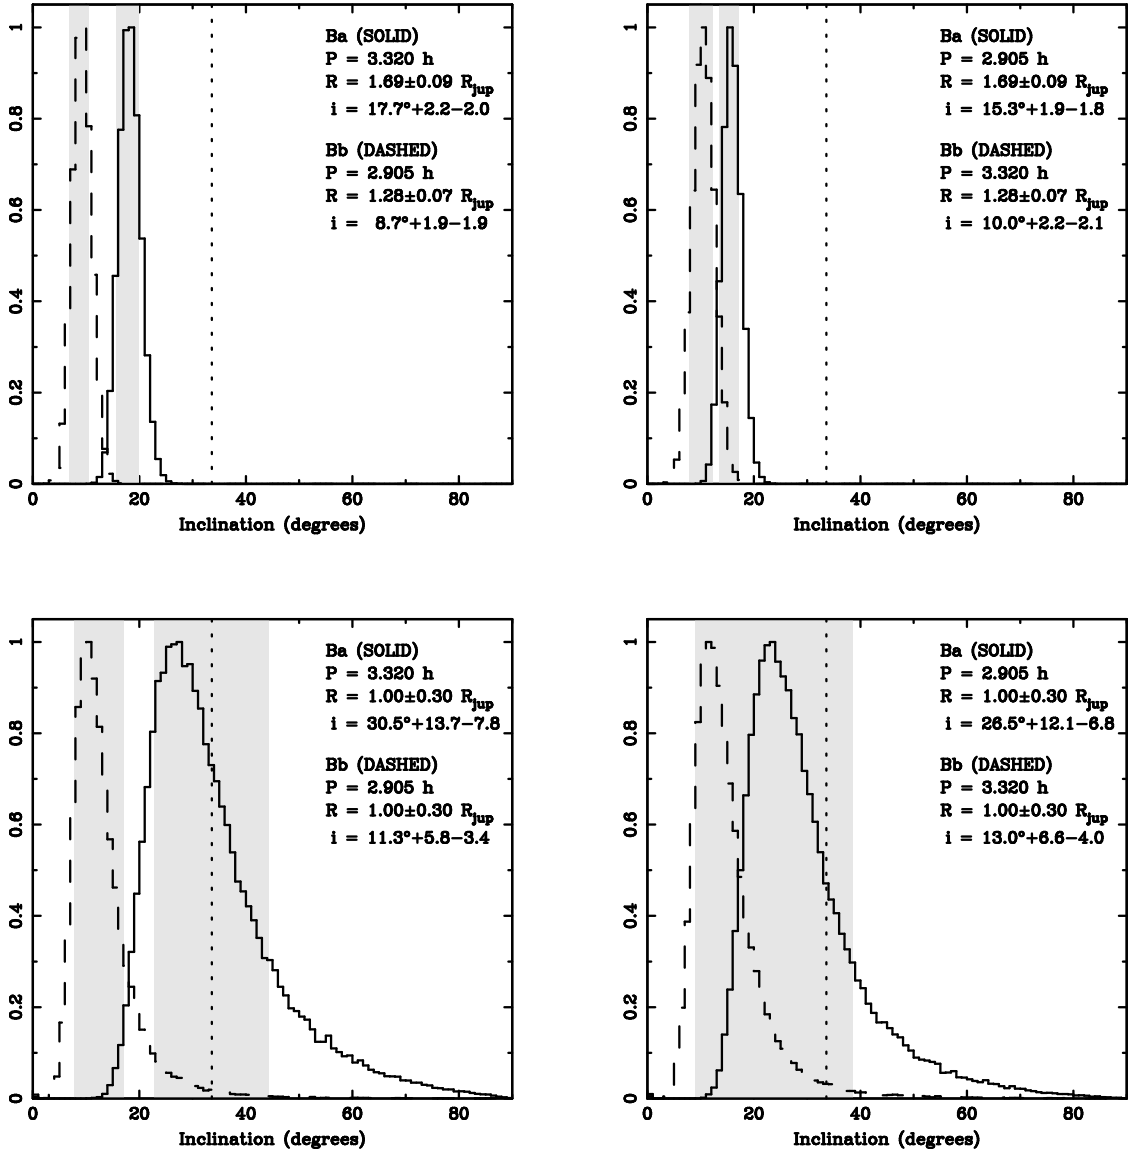 Ba (SOLID)
P = 3.320 h
R = 1.69±0.09 Rjup
i = 17.7°+2.2−2.0
Bb (DASHED)
P = 2.905 h
R = 1.28±0.07 Rjup
i = 8.7°+1.9−1.9
1
0.8
0.6
0.4
0.2
0
0 20 40 60 80
Inclination (degrees)
Ba (SOLID)
P = 2.905 h
R = 1.69±0.09 Rjup
i = 15.3°+1.9−1.8
Bb (DASHED)
P = 3.320 h
R = 1.28±0.07 Rjup
i = 10.0°+2.2−2.1
1
0.8
0.6
0.4
0.2
0
0 20 40 60 80
Inclination (degrees)
Ba (SOLID)
P = 3.320 h
R = 1.00±0.30 Rjup
i = 30.5°+13.7−7.8
Bb (DASHED)
P = 2.905 h
R = 1.00±0.30 Rjup
i = 11.3°+5.8−3.4
1
0.8
0.6
0.4
0.2
0
0 20 40 60 80
Inclination (degrees)
Ba (SOLID)
P = 2.905 h
R = 1.00±0.30 Rjup
i = 26.5°+12.1−6.8
Bb (DASHED)
P = 3.320 h
R = 1.00±0.30 Rjup
i = 13.0°+6.6−4.0
1
0.8
0.6
0.4
0.2
0
0 20 40 60 80
Inclination (degrees)